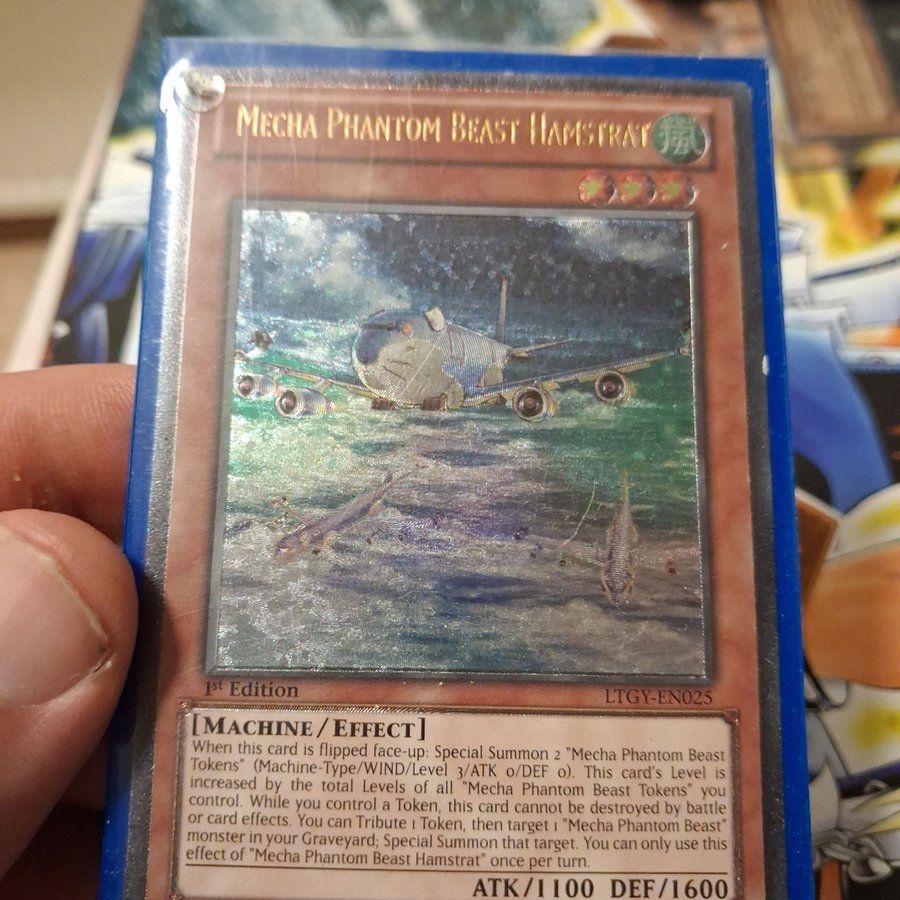 MECHA PHANTOM BEAST HAMSTRAT
風
1st Edition
LTGY-EN025
[MACHINE/EFFECT]
When this card is flipped face-up: Special Summon 2 "Mecha Phantom Beast
Tokens" (Machine-Type/WIND/Level 3/ATK 0/DEF 0). This card's Level is
increased by the total Levels of all "Mecha Phantom Beast Tokens" you
control. While you control a Token, this card cannot be destroyed by battle
or card effects. You can Tribute 1 Token, then target 1 "Mecha Phantom Beast"
monster in your Graveyard; Special Summon that target. You can only use this
effect of "Mecha Phantom Beast Hamstrat" once per turn.
ATK/1100 DEF/1600